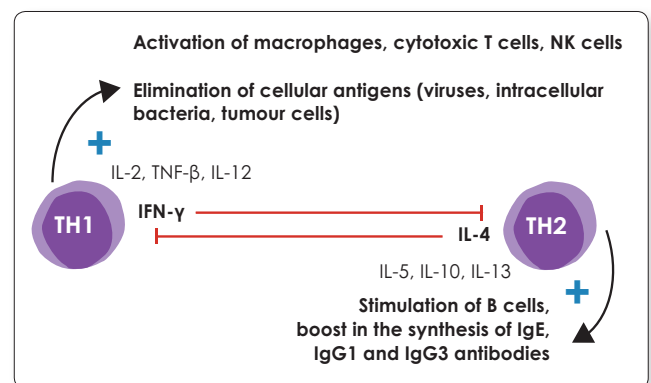 Activation of macrophages, cytotoxic T cells, NK cells
Elimination of cellular antigens (viruses, intracellular
bacteria, tumour cells)
+
IL-2, TNF-β, IL-12
TH1
IFN-γ
IL-4
TH2
IL-5, IL-10, IL-13
+
Stimulation of B cells,
boost in the synthesis of IgE,
IgG1 and IgG3 antibodies